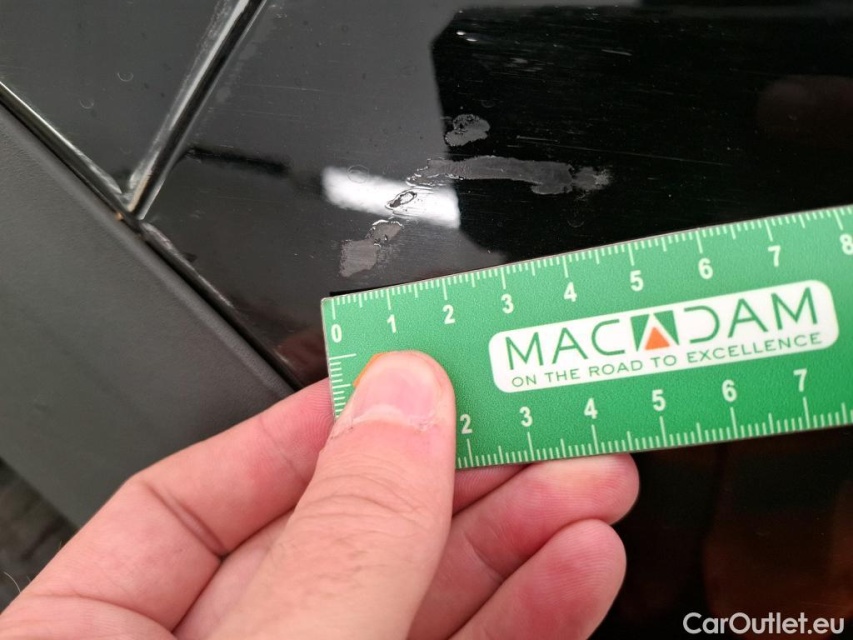 0 1 2 3 4 5 6 7 8
MACADAM
ON THE ROAD TO EXCELLENCE
2 3 4 5 6 7
CarOutlet.eu